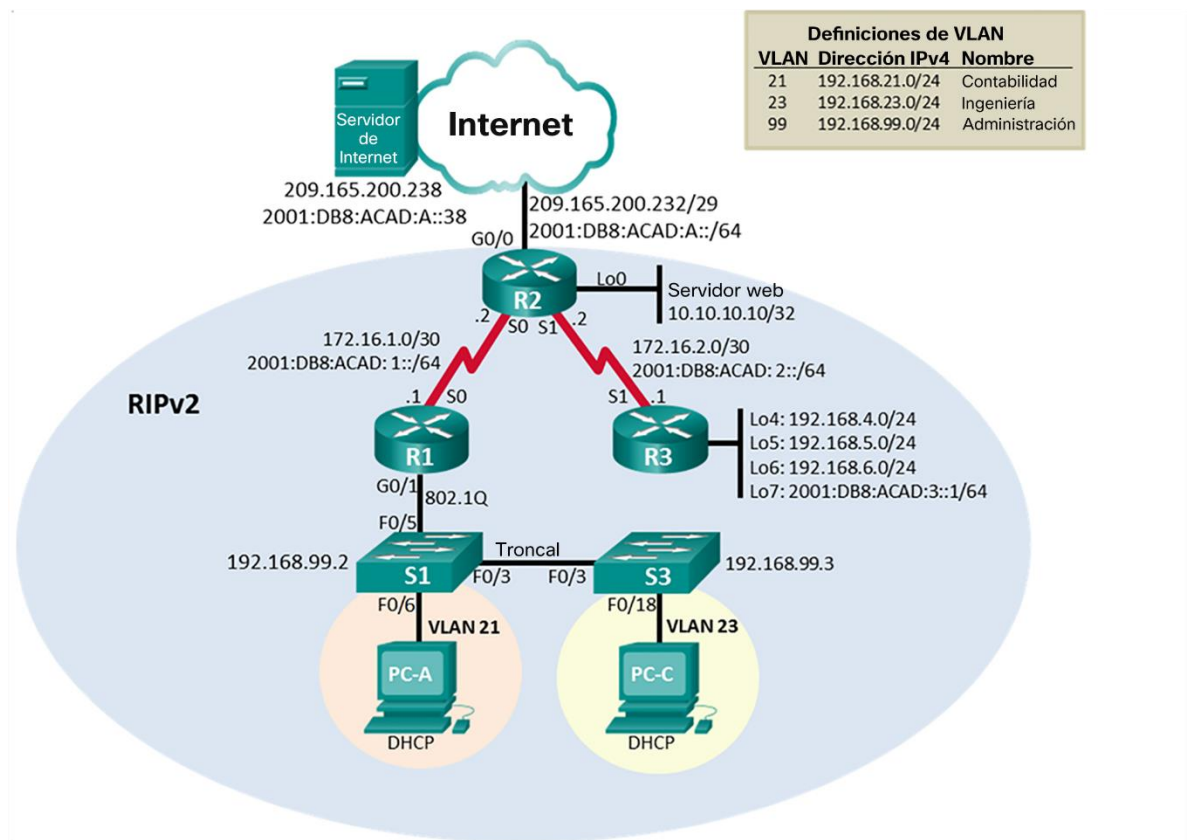 Definiciones de VLAN
VLAN Dirección IPv4 Nombre
21 192.168.21.0/24 Contabilidad
23 192.168.23.0/24 Ingeniería
99 192.168.99.0/24 Administración
Servidor
de
Internet
Internet
209.165.200.238
2001:DB8:ACAD:A::38
209.165.200.232/29
2001:DB8:ACAD:A::/64
G0/0
R2
Lo0
Servidor web
10.10.10.10/32
.2 S0 S1 .2
172.16.1.0/30
2001:DB8:ACAD: 1::/64
172.16.2.0/30
2001:DB8:ACAD: 2::/64
RIPv2
.1 S0
S1 .1
R1
R3
Lo4: 192.168.4.0/24
Lo5: 192.168.5.0/24
Lo6: 192.168.6.0/24
Lo7: 2001:DB8:ACAD:3::1/64
G0/1
802.1Q
F0/5
Troncal
192.168.99.2
S1
F0/3
F0/3
S3
192.168.99.3
F0/6
VLAN 21
F0/18
VLAN 23
PC-A
PC-C
DHCP
DHCP